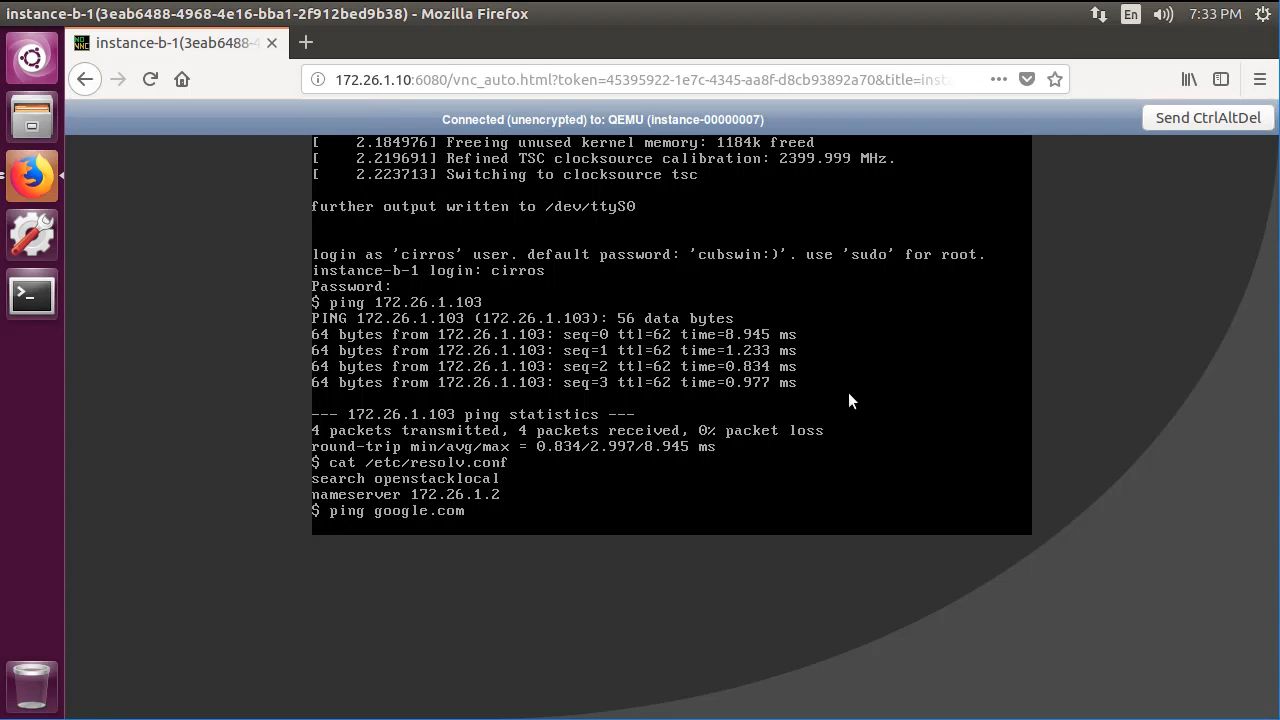 instance-b-1(3eab6488-4968-4e16-bba1-2f912bed9b38) - Mozilla Firefox
En
7:33 PM
instance-b-1(3eab6488-4
172.26.1.10:6080/vnc_auto.html?token=45395922-1e7c-4345-aa8f-d8cb93892a70&title=inst
Connected (unencrypted) to: QEMU (instance-00000007)
Send CtrlAltDel
[    2.184976] Freeing unused kernel memory: 1184k freed
[    2.219691] Refined TSC clocksource calibration: 2399.999 MHz.
[    2.223713] Switching to clocksource tsc
further output written to /dev/ttyS0
login as 'cirros' user. default password: 'cubswin:)'. use 'sudo' for root.
instance-b-1 login: cirros
Password:
$ ping 172.26.1.103
PING 172.26.1.103 (172.26.1.103): 56 data bytes
64 bytes from 172.26.1.103: seq=0 ttl=62 time=8.945 ms
64 bytes from 172.26.1.103: seq=1 ttl=62 time=1.233 ms
64 bytes from 172.26.1.103: seq=2 ttl=62 time=0.834 ms
64 bytes from 172.26.1.103: seq=3 ttl=62 time=0.977 ms
--- 172.26.1.103 ping statistics ---
4 packets transmitted, 4 packets received, 0% packet loss
round-trip min/avg/max = 0.834/2.997/8.945 ms
$ cat /etc/resolv.conf
search openstacklocal
nameserver 172.26.1.2
$ ping google.com